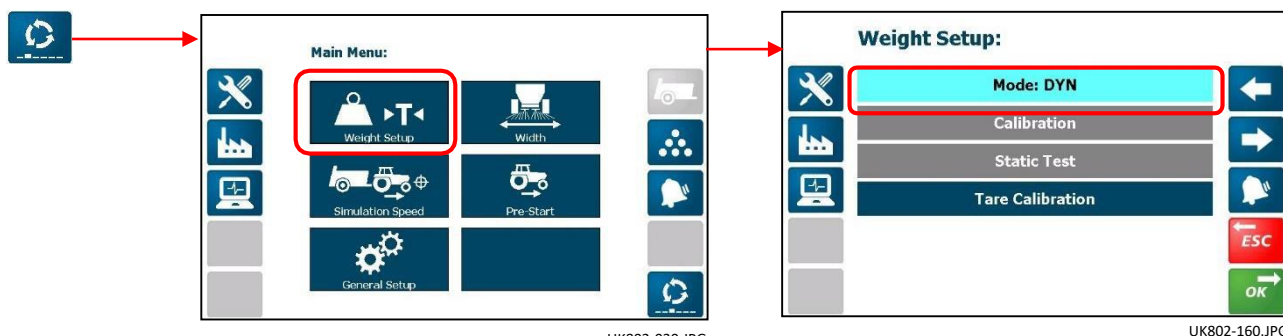 Main Menu:
▸T◂
Weight Setup
Width
Simulation Speed
Pre-Start
General Setup
Weight Setup:
Mode: DYN
Calibration
Static Test
Tare Calibration
ESC
OK
UK802-160.JPG